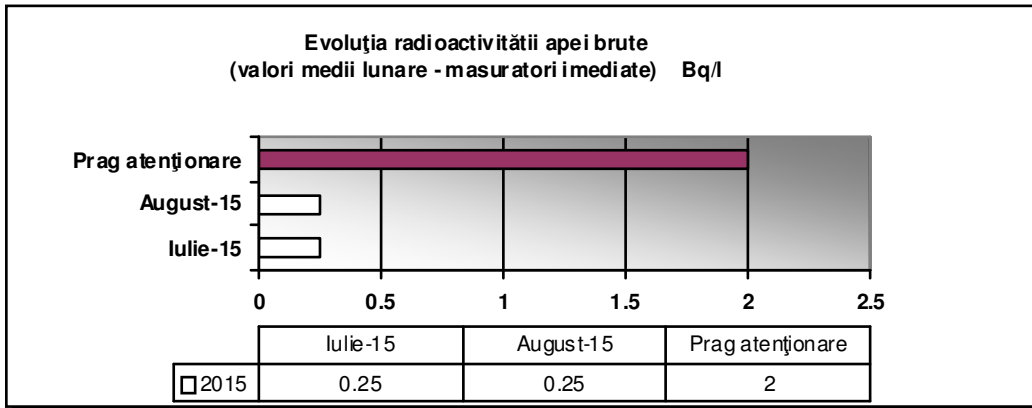 Evoluţia radioactivităţii apei brute
(valori medii lunare - masuratori imediate) Bq/l
Prag atenţionare
August-15
Iulie-15
0 0.5 1 1.5 2 2.5
Iulie-15 August-15 Prag atenţionare
2015 0.25 0.25 2